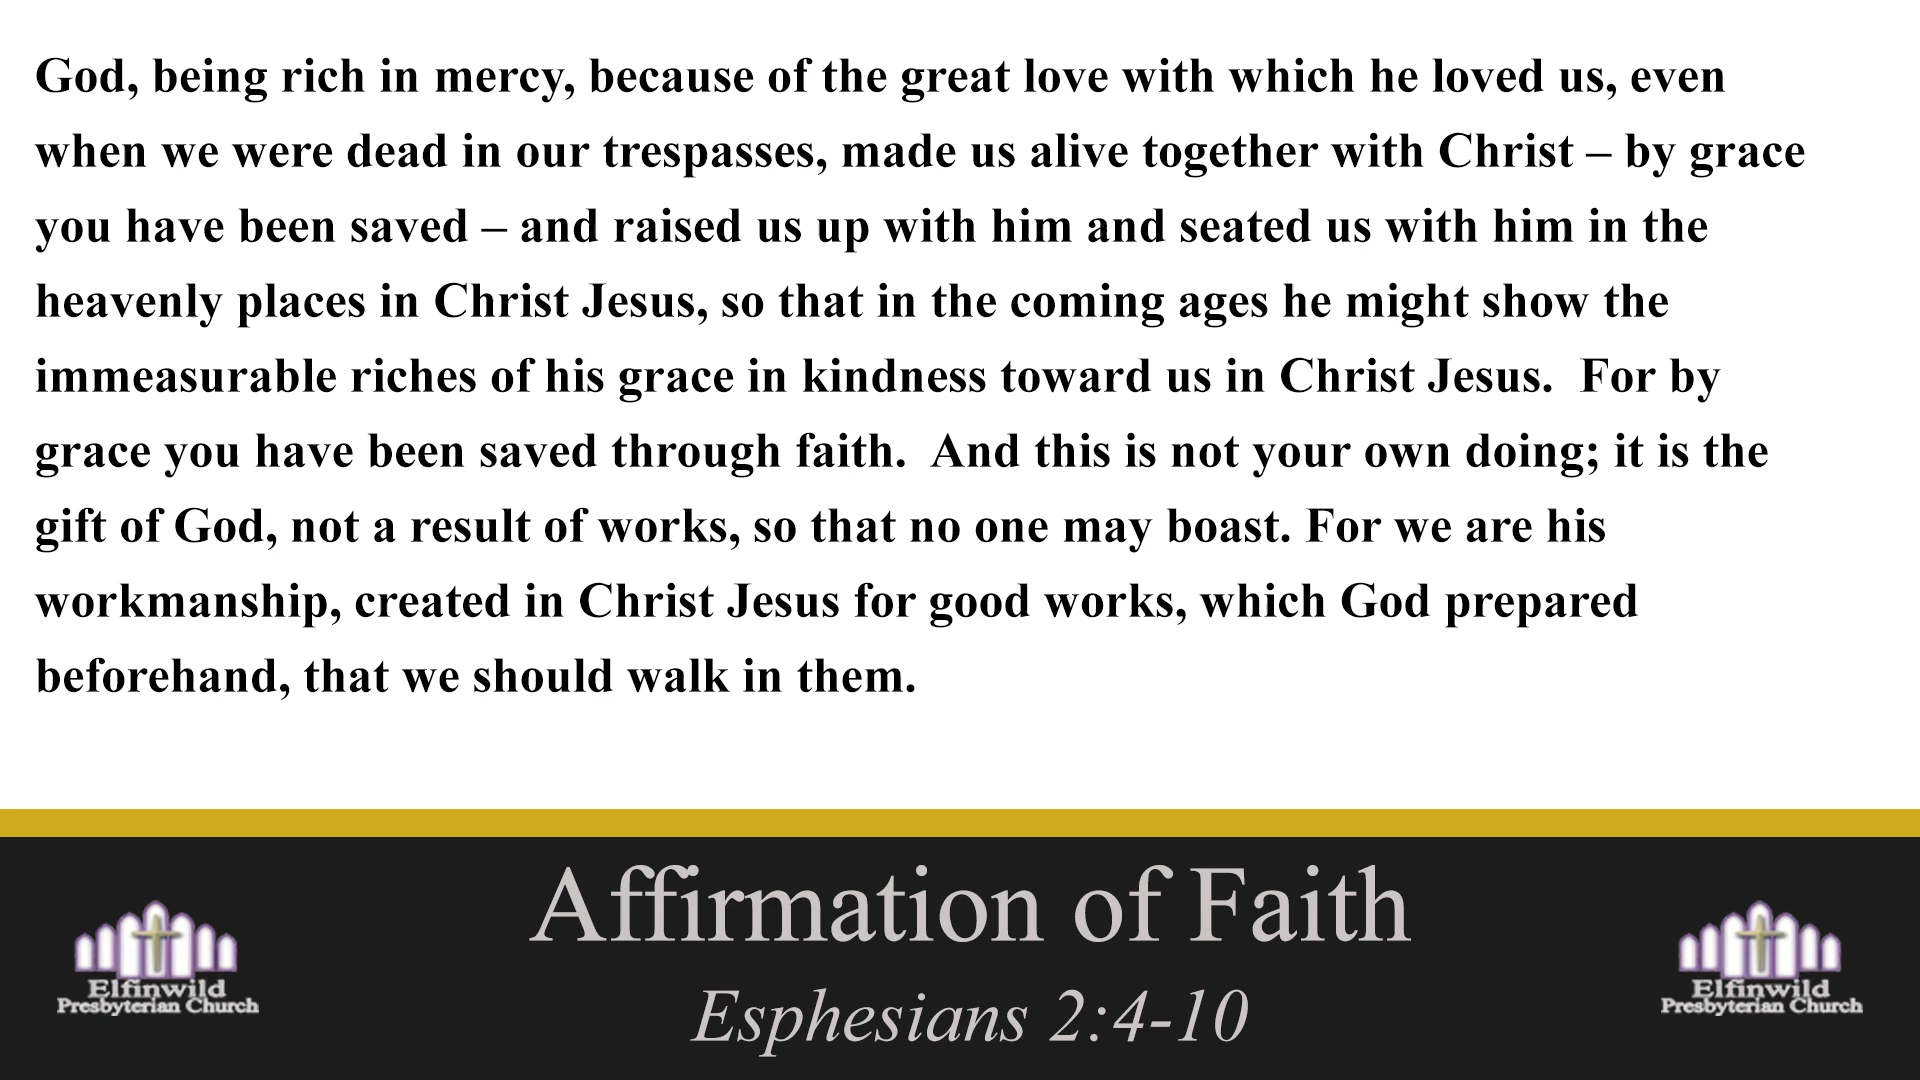 God, being rich in mercy, because of the great love with which he loved us, even
when we were dead in our trespasses, made us alive together with Christ – by grace
you have been saved – and raised us up with him and seated us with him in the
heavenly places in Christ Jesus, so that in the coming ages he might show the
immeasurable riches of his grace in kindness toward us in Christ Jesus.  For by
grace you have been saved through faith.  And this is not your own doing; it is the
gift of God, not a result of works, so that no one may boast. For we are his
workmanship, created in Christ Jesus for good works, which God prepared
beforehand, that we should walk in them.
Affirmation of Faith
Esphesians 2:4-10
Elfinwild
Presbyterian Church
Elfinwild
Presbyterian Church